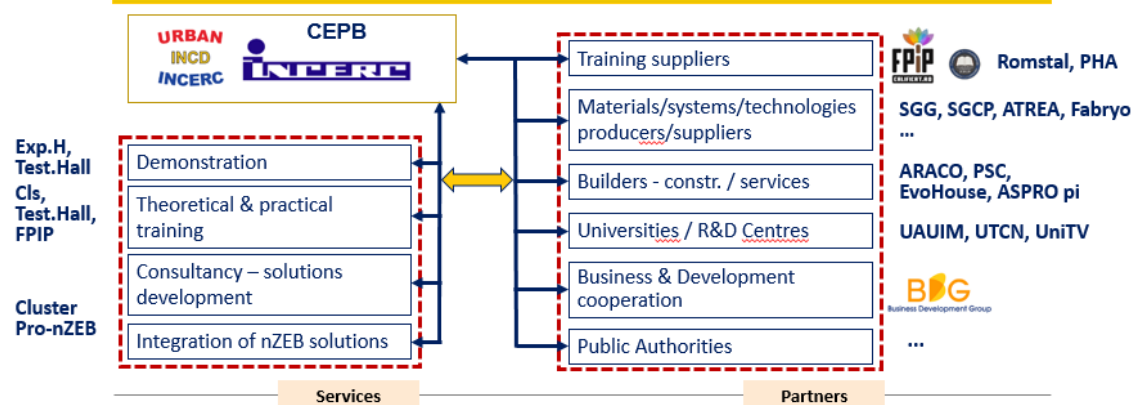 URBAN
INCD
INCERC
CEPB
INCERC
Exp.H,
Test.Hall
Cls,
Test.Hall,
FPIP
Cluster
Pro-nZEB
Demonstration
Theoretical & practical
training
Consultancy – solutions
development
Integration of nZEB solutions
Services
Training suppliers
Materials/systems/technologies
producers/suppliers
Builders - constr. / services
Universities / R&D Centres
Business & Development
cooperation
Public Authorities
Partners
FPiP
CALIFICAT.RO
Romstal, PHA
SGG, SGCP, ATREA, Fabryo
...
ARACO, PSC,
EvoHouse, ASPRO pi
UAUIM, UTCN, UniTV
BDG
Business Development Group
...